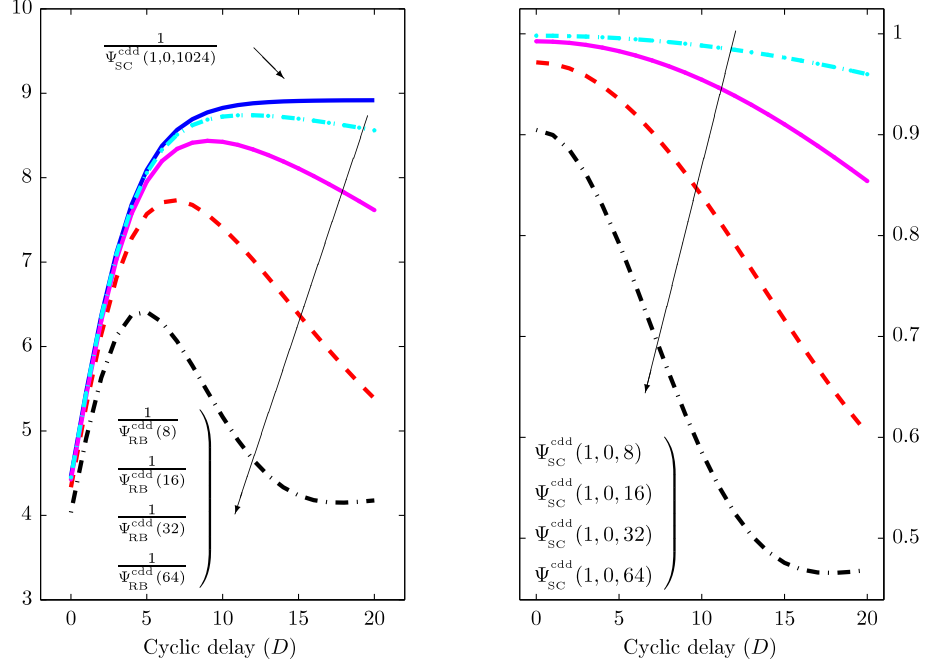 10
9
8
7
6
5
4
3
0
5
10
15
20
Cyclic delay (D)
1
Ψ_SC^cdd(1,0,1024)
1
Ψ_RB^cdd(8)
1
Ψ_RB^cdd(16)
1
Ψ_RB^cdd(32)
1
Ψ_RB^cdd(64)
1
0.9
0.8
0.7
0.6
0.5
0
5
10
15
20
Cyclic delay (D)
Ψ_SC^cdd(1, 0, 8)
Ψ_SC^cdd(1, 0, 16)
Ψ_SC^cdd(1, 0, 32)
Ψ_SC^cdd(1, 0, 64)